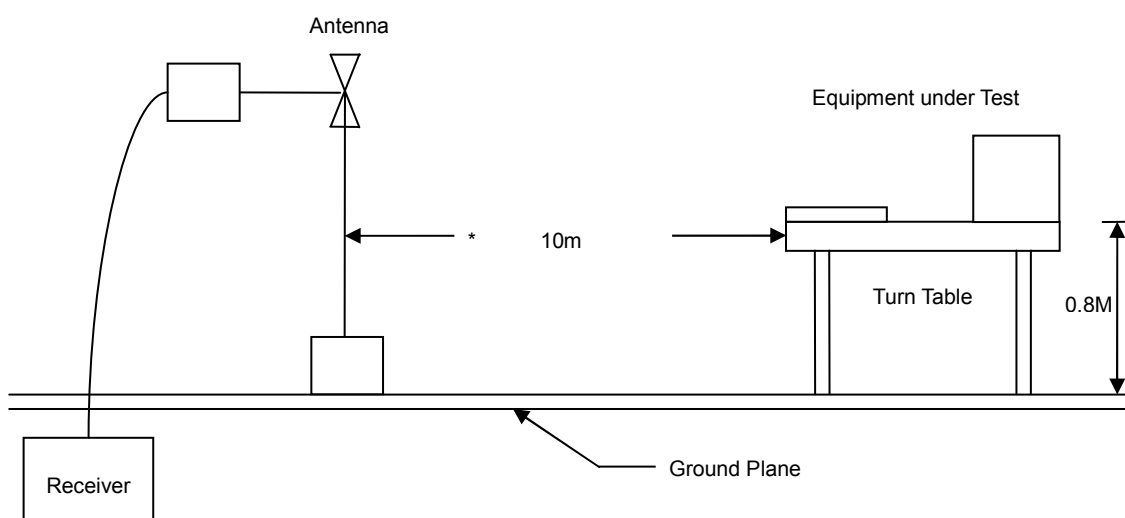 Antenna
Equipment under Test
* 10m
Turn Table
0.8M
Ground Plane
Receiver